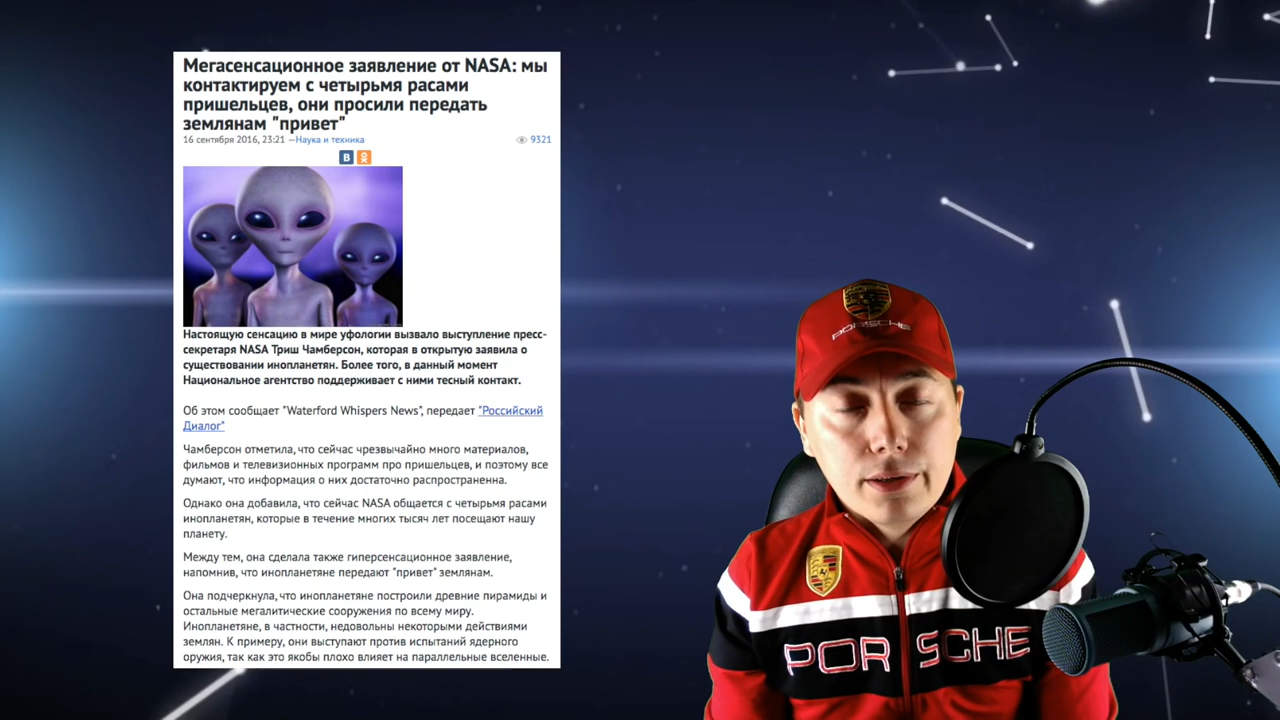 Мегасенсационное заявление от NASA: мы
контактируем с четырьмя расами
пришельцев, они просили передать
землянам "привет"
16 сентября 2016, 23:21 —Наука и техника
9321
Настоящую сенсацию в мире уфологии вызвало выступление пресс-
секретаря NASA Триш Чамберсон, которая в открытую заявила о
существовании инопланетян. Более того, в данный момент
Национальное агентство поддерживает с ними тесный контакт.
Об этом сообщает "Waterford Whispers News", передает "Российский
Диалог"
Чамберсон отметила, что сейчас чрезвычайно много материалов,
фильмов и телевизионных программ про пришельцев, и поэтому все
думают, что информация о них достаточно распространенна.
Однако она добавила, что сейчас NASA общается с четырьмя расами
инопланетян, которые в течение многих тысяч лет посещают нашу
планету.
Между тем, она сделала также гиперсенсационное заявление,
напомнив, что инопланетяне передают "привет" землянам.
Она подчеркнула, что инопланетяне построили древние пирамиды и
остальные мегалитические сооружения по всему миру.
Инопланетяне, в частности, недовольны некоторыми действиями
землян. К примеру, они выступают против испытаний ядерного
оружия, так как это якобы плохо влияет на параллельные вселенные.
PORSCHE
PORSCHE